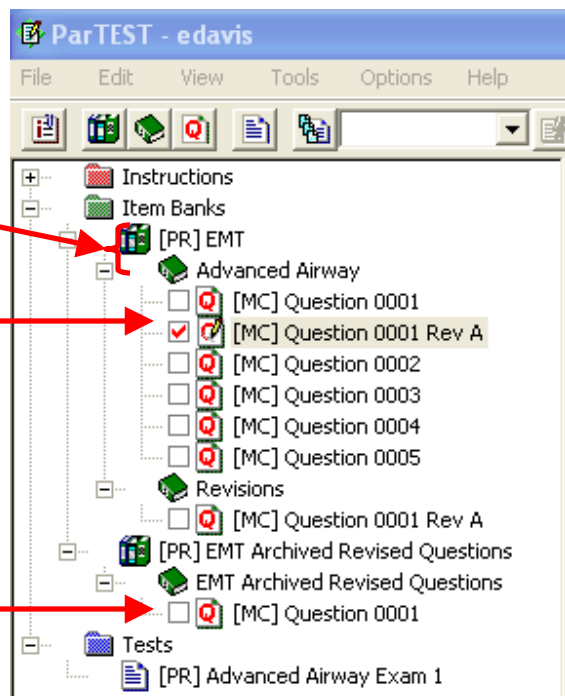 ParTEST - edavis
File Edit View Tools Options Help
Instructions
Item Banks
[PR] EMT
Advanced Airway
[MC] Question 0001
[MC] Question 0001 Rev A
[MC] Question 0002
[MC] Question 0003
[MC] Question 0004
[MC] Question 0005
Revisions
[MC] Question 0001 Rev A
[PR] EMT Archived Revised Questions
EMT Archived Revised Questions
[MC] Question 0001
Tests
[PR] Advanced Airway Exam 1